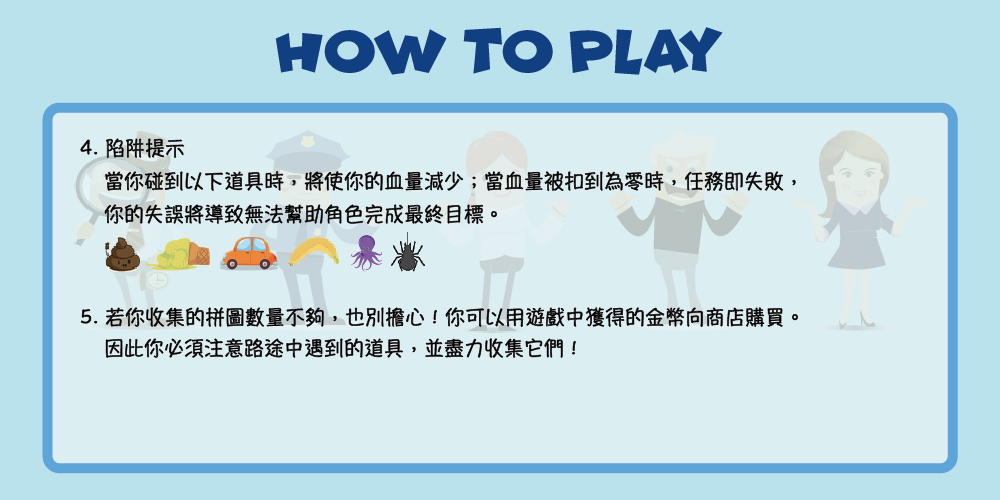 HOW TO PLAY
4. 陷阱提示
當你碰到以下道具時，將使你的血量減少；當血量被扣到為零時，任務即失敗，
你的失誤將導致無法幫助角色完成最終目標。
5. 若你收集的拼圖數量不夠，也別擔心！你可以用遊戲中獲得的金幣向商店購買。
因此你必須注意路途中遇到的道具，並盡力收集它們！